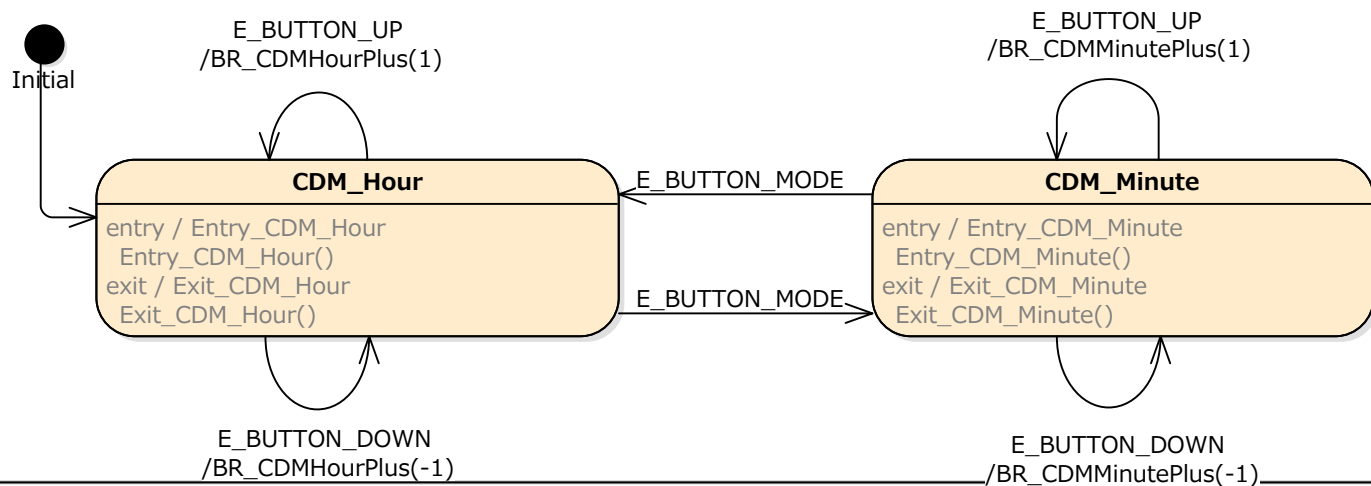 E_BUTTON_UP
/BR_CDMHourPlus(1)
E_BUTTON_UP
/BR_CDMMinutePlus(1)
Initial
CDM_Hour
entry / Entry_CDM_Hour
Entry_CDM_Hour()
exit / Exit_CDM_Hour
Exit_CDM_Hour()
E_BUTTON_MODE
E_BUTTON_MODE
CDM_Minute
entry / Entry_CDM_Minute
Entry_CDM_Minute()
exit / Exit_CDM_Minute
Exit_CDM_Minute()
E_BUTTON_DOWN
/BR_CDMHourPlus(-1)
E_BUTTON_DOWN
/BR_CDMMinutePlus(-1)